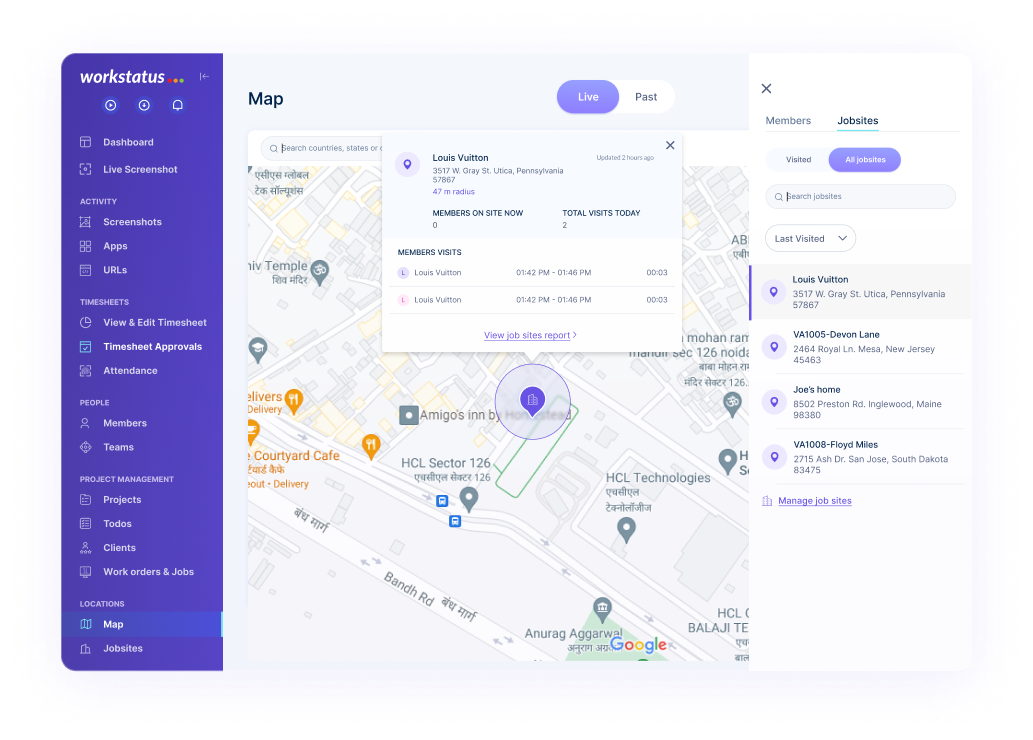 workstatus
Dashboard
Live Screenshot
ACTIVITY
Screenshots
Apps
URLs
TIMESHEETS
View & Edit Timesheet
Timesheet Approvals
Attendance
PEOPLE
Members
Teams
PROJECT MANAGEMENT
Projects
Todos
Clients
Work orders & Jobs
LOCATIONS
Map
Jobsites
Map
Live
Past
Search countries, states or c
Louis Vuitton
Updated 2 hours ago
3517 W. Gray St. Utica, Pennsylvania
57867
47 m radius
MEMBERS ON SITE NOW
TOTAL VISITS TODAY
0
2
MEMBERS VISITS
L Louis Vuitton 01:42 PM - 01:46 PM 00:03
L Louis Vuitton 01:42 PM - 01:46 PM 00:03
View job sites report
एसीएस ग्लोबल
टेक सॉल्यूशंस
hiv Temple
शिव मंदिर
AB
mohan ram
mandir sec 126 noida
बाबा मोहन रा
मंदिर सेक्टर 126.
elivers
Delivery
Amigo's inn by Homestead
e Courtyard Cafe
र्टयार्ड कैफे
eout • Delivery
HCL Sector 126
एचसीएल सेक्टर 126
HCL Technologies
एचसीएल
टेक्नोलॉजीज
H
S
बंध मार्ग
Bandh Rd बंध मार्ग
Anurag Aggarwal
अनुराग अग्र
Google
HCL C
BALAJI TE
एच
बाल
Members
Jobsites
Visited
All jobsites
Search jobsites
Last Visited
Louis Vuitton
3517 W. Gray St. Utica, Pennsylvania
57867
VA1005-Devon Lane
2464 Royal Ln. Mesa, New Jersey
45463
Joe's home
8502 Preston Rd. Inglewood, Maine
98380
VA1008-Floyd Miles
2715 Ash Dr. San Jose, South Dakota
83475
Manage job sites